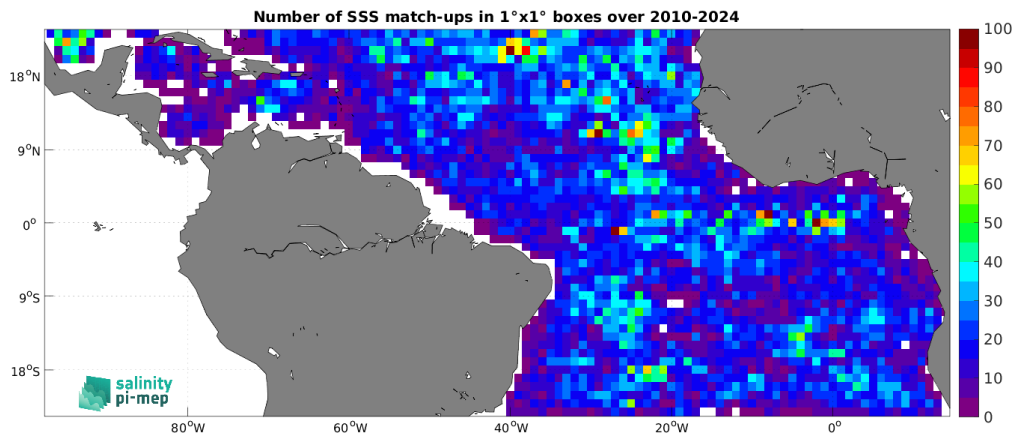 Number of SSS match-ups in 1°x1° boxes over 2010-2024
100
90
80
70
60
50
40
30
20
10
0
18°N
9°N
0°
9°S
18°S
80°W
60°W
40°W
20°W
0°
salinity
pi-mep